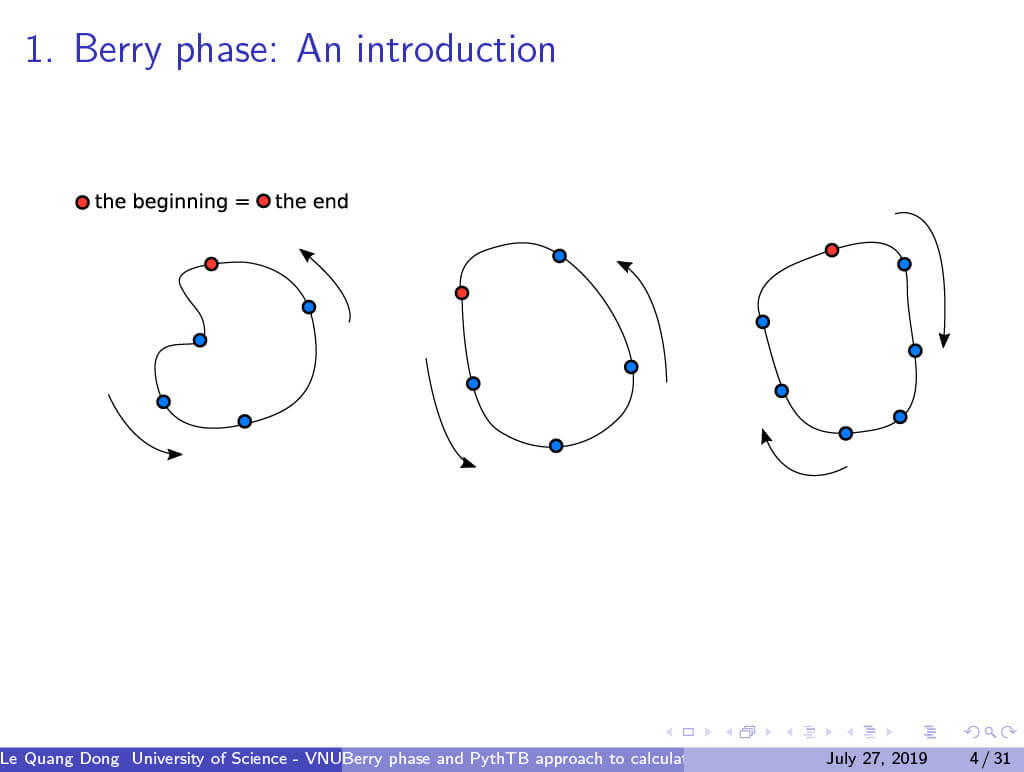 1. Berry phase: An introduction
the beginning = the end
Le Quang Dong University of Science - VNU Berry phase and PythTB approach to July 27, 2019 4 / 31